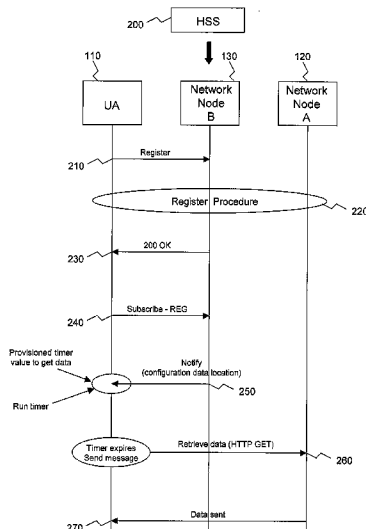 200
HSS
110
130
120
UA
Network
Node
B
Network
Node
A
Register
210
Register Procedure
220
200 OK
230
Subscribe - REG
240
Provisioned timer
value to get data
Notify
(configuration data location)
250
Run timer
Timer expires
Send message
Retrieve data (HTTP GET)
260
Data sent
270